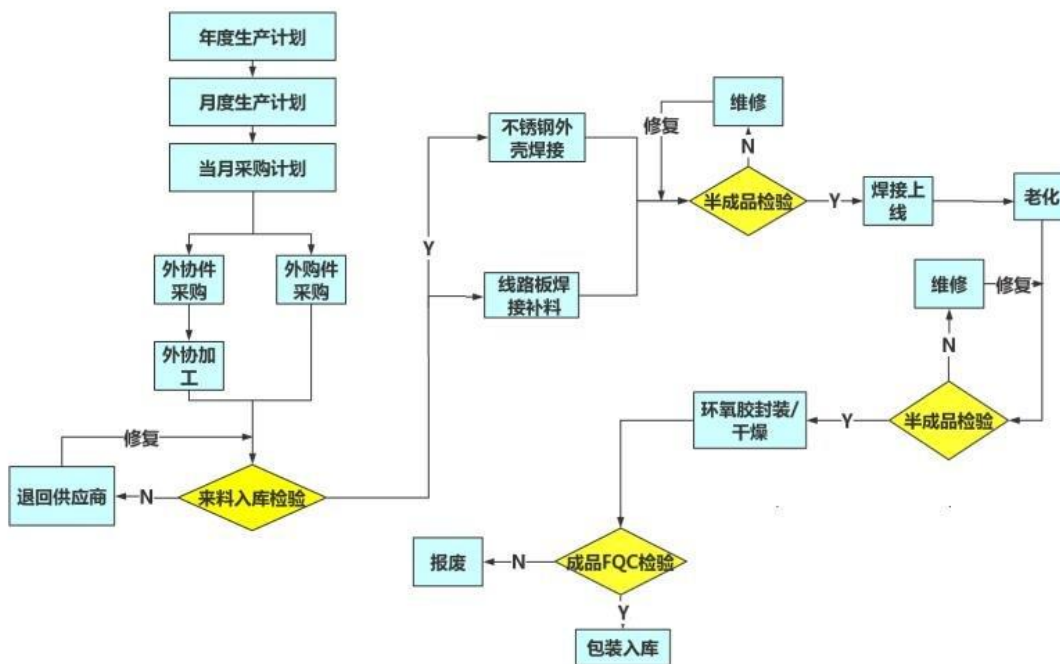 年度生产计划
月度生产计划
当月采购计划
外协件
采购
外购件
采购
外协加
工
修复
退回供应商
N
来料入库检验
Y
不锈钢外
壳焊接
线路板焊
接补料
维修
修复
N
半成品检验
Y
焊接上
线
老化
维修
修复
N
半成品检验
Y
环氧胶封装/
干燥
成品FQC检验
N
报废
Y
包装入库